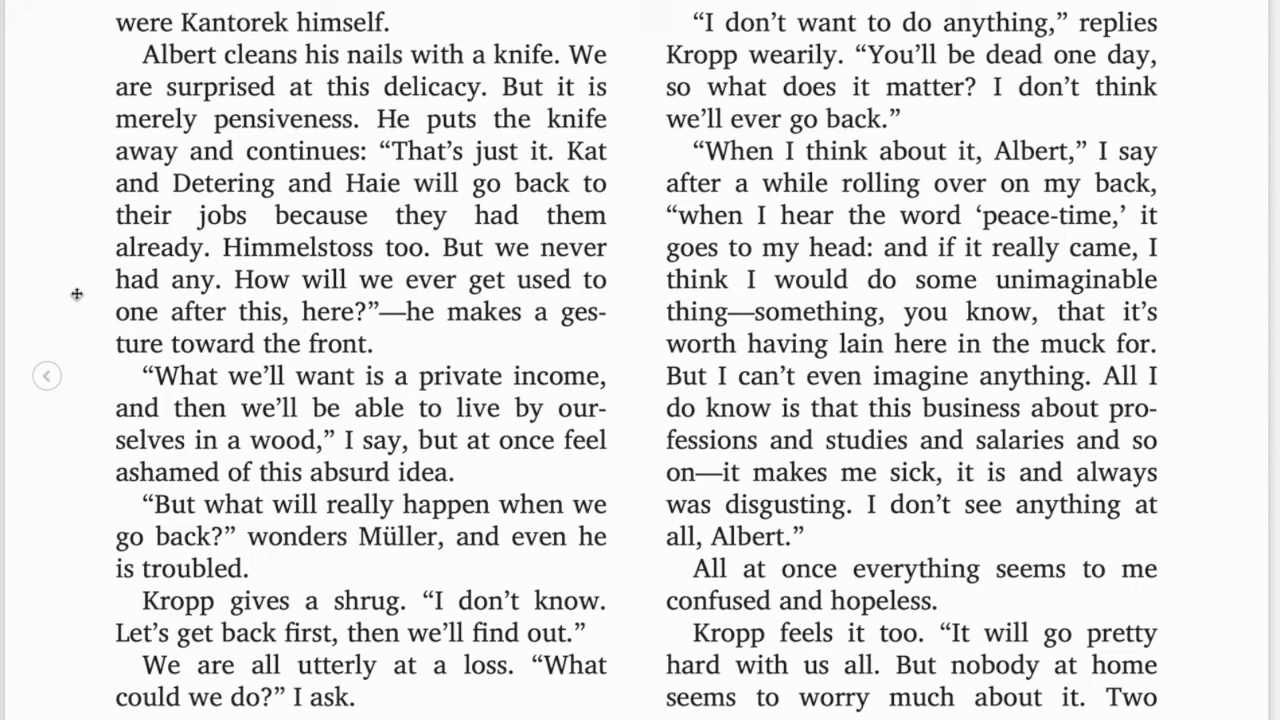 were Kantorek himself.
Albert cleans his nails with a knife. We
are surprised at this delicacy. But it is
merely pensiveness. He puts the knife
away and continues: “That’s just it. Kat
and Detering and Haie will go back to
their jobs because they had them
already. Himmelstoss too. But we never
had any. How will we ever get used to
one after this, here?”—he makes a ges-
ture toward the front.
“What we’ll want is a private income,
and then we’ll be able to live by our-
selves in a wood,” I say, but at once feel
ashamed of this absurd idea.
“But what will really happen when we
go back?” wonders Müller, and even he
is troubled.
Kropp gives a shrug. “I don’t know.
Let’s get back first, then we’ll find out.”
We are all utterly at a loss. “What
could we do?” I ask.
“I don’t want to do anything,” replies
Kropp wearily. “You’ll be dead one day,
so what does it matter? I don’t think
we’ll ever go back.”
“When I think about it, Albert,” I say
after a while rolling over on my back,
“when I hear the word ‘peace-time,’ it
goes to my head: and if it really came, I
think I would do some unimaginable
thing—something, you know, that it’s
worth having lain here in the muck for.
But I can’t even imagine anything. All I
do know is that this business about pro-
fessions and studies and salaries and so
on—it makes me sick, it is and always
was disgusting. I don’t see anything at
all, Albert.”
All at once everything seems to me
confused and hopeless.
Kropp feels it too. “It will go pretty
hard with us all. But nobody at home
seems to worry much about it. Two